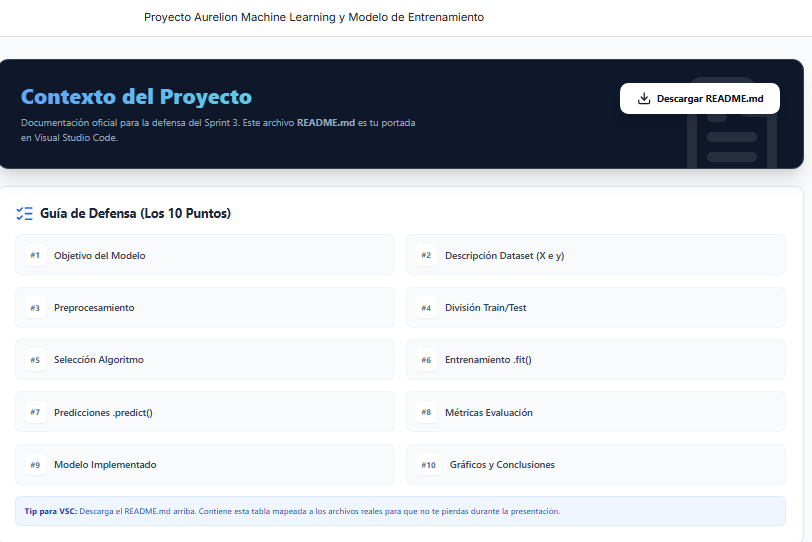 Proyecto Aurelion Machine Learning y Modelo de Entrenamiento
Contexto del Proyecto
Descargar README.md
Documentación oficial para la defensa del Sprint 3. Este archivo README.md es tu portada
en Visual Studio Code.
Guía de Defensa (Los 10 Puntos)
#1 Objetivo del Modelo
#2 Descripción Dataset (X e y)
#3 Preprocesamiento
#4 División Train/Test
#5 Selección Algoritmo
#6 Entrenamiento .fit()
#7 Predicciones .predict()
#8 Métricas Evaluación
#9 Modelo Implementado
#10 Gráficos y Conclusiones
Tip para VSC: Descarga el README.md arriba. Contiene esta tabla mapeada a los archivos reales para que no te pierdas durante la presentación.